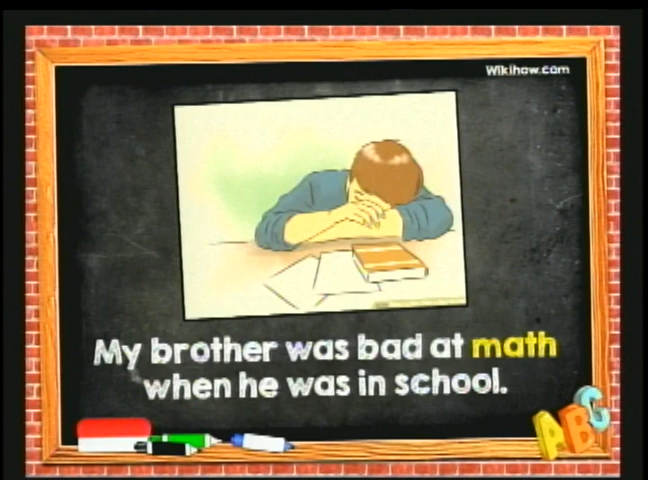 Wikihow.com
My brother was bad at math
when he was in school.
ABC